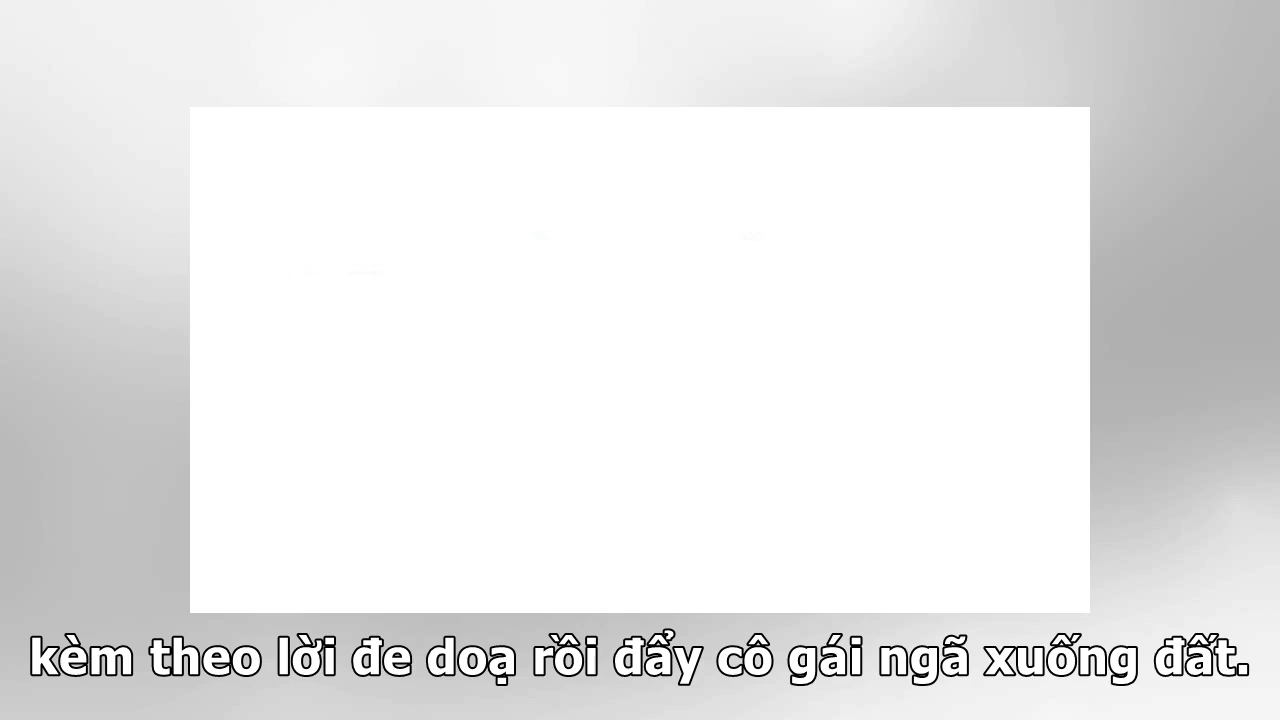 kèm theo lời đe doạ rồi đẩy cô gái ngã xuống đất.